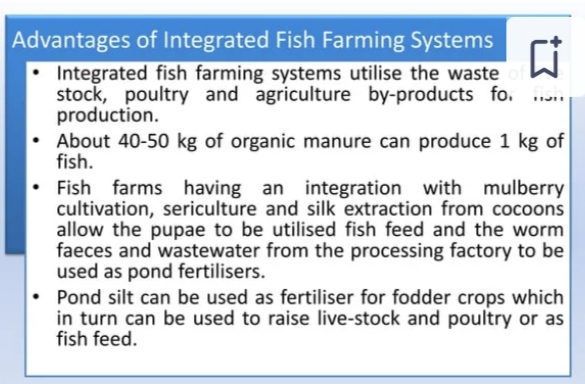 Advantages of Integrated Fish Farming Systems
• Integrated fish farming systems utilise the waste
stock, poultry and agriculture by-products for fish
production.
• About 40-50 kg of organic manure can produce 1 kg of
fish.
• Fish farms having an integration with mulberry
cultivation, sericulture and silk extraction from cocoons
allow the pupae to be utilised fish feed and the worm
faeces and wastewater from the processing factory to be
used as pond fertilisers.
• Pond silt can be used as fertiliser for fodder crops which
in turn can be used to raise live-stock and poultry or as
fish feed.